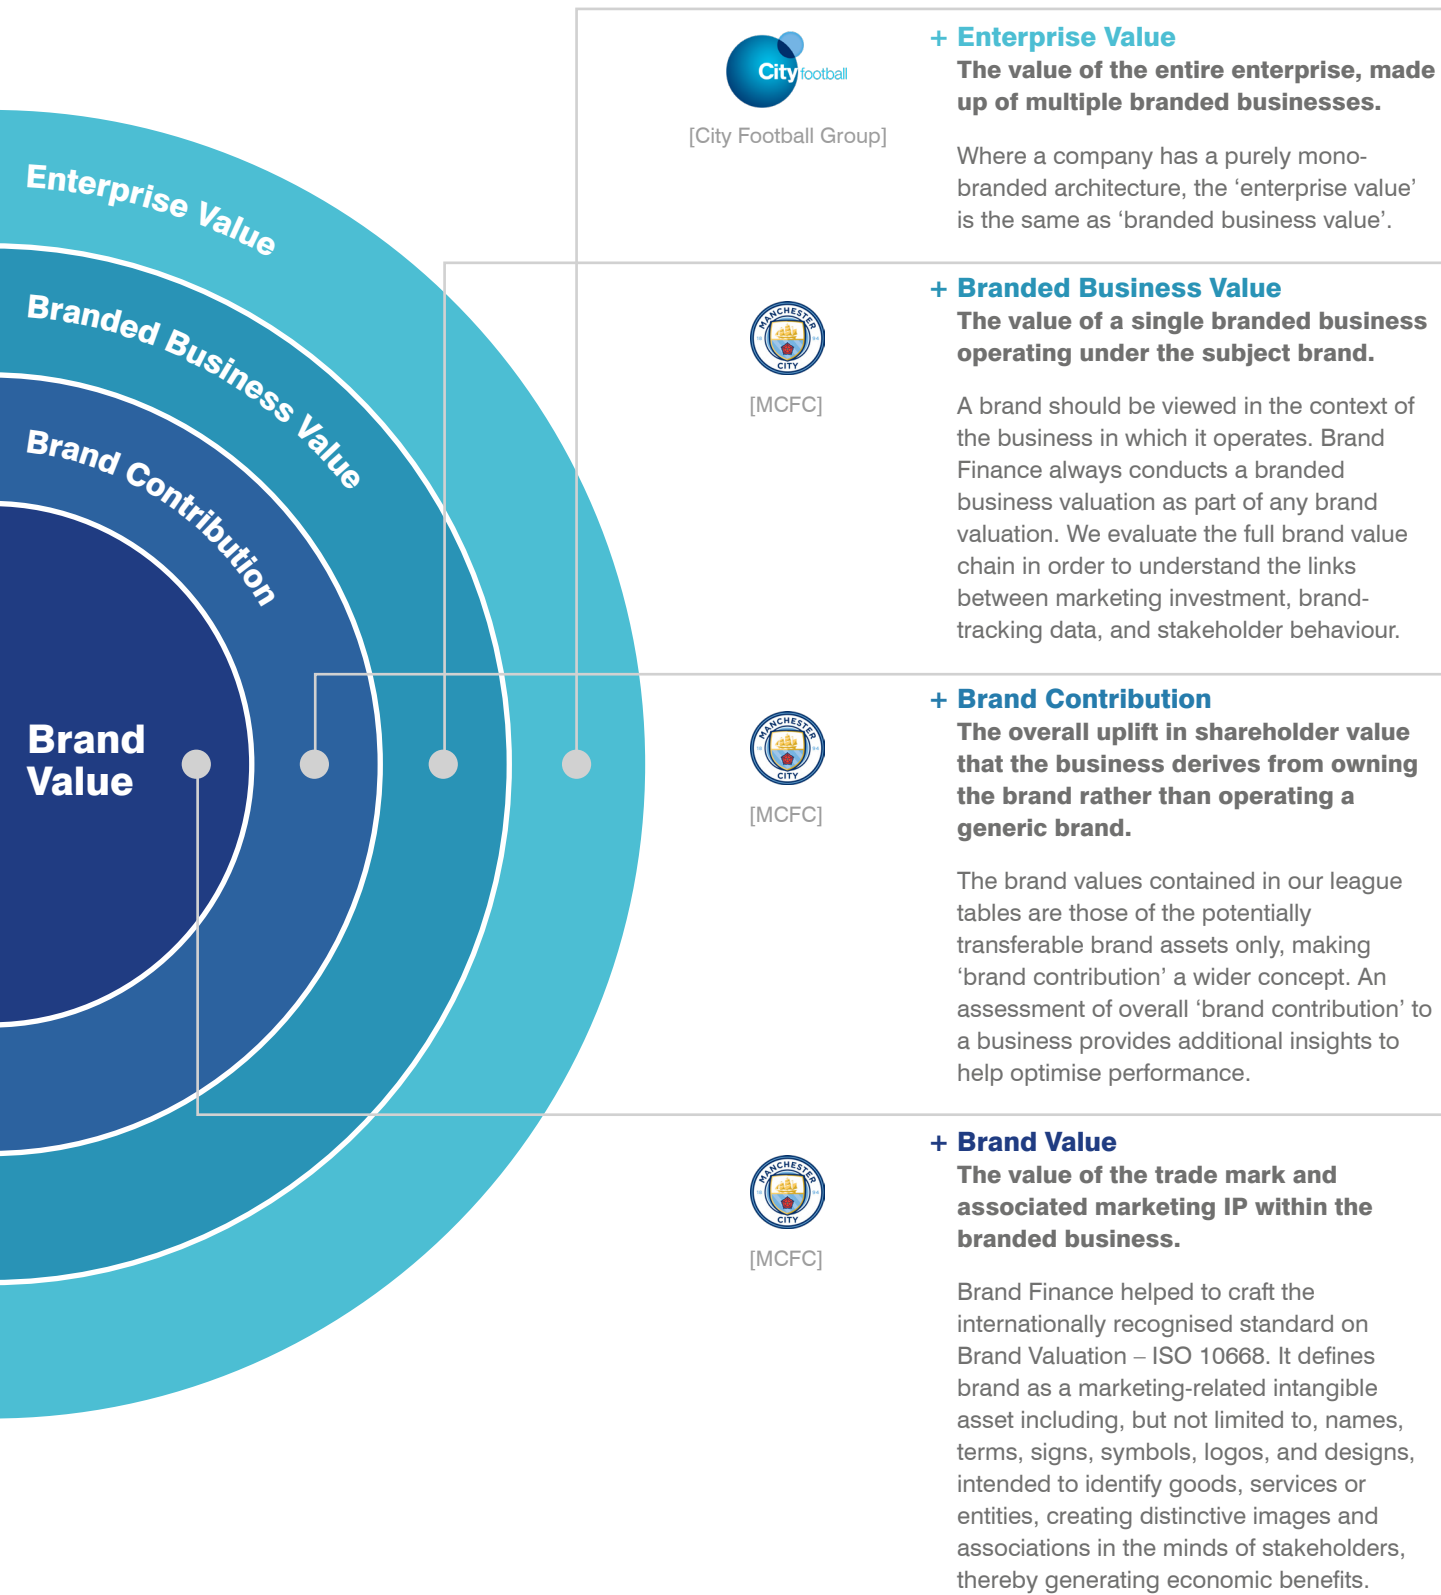 Enterprise Value
Branded Business Value
Brand Contribution
Brand
Value
City football
[City Football Group]
+ Enterprise Value
The value of the entire enterprise, made
up of multiple branded businesses.
Where a company has a purely mono-
branded architecture, the ‘enterprise value’
is the same as ‘branded business value’.
MANCHESTER
18 94
CITY
[MCFC]
+ Branded Business Value
The value of a single branded business
operating under the subject brand.
A brand should be viewed in the context of
the business in which it operates. Brand
Finance always conducts a branded
business valuation as part of any brand
valuation. We evaluate the full brand value
chain in order to understand the links
between marketing investment, brand-
tracking data, and stakeholder behaviour.
MANCHESTER
18 94
CITY
[MCFC]
+ Brand Contribution
The overall uplift in shareholder value
that the business derives from owning
the brand rather than operating a
generic brand.
The brand values contained in our league
tables are those of the potentially
transferable brand assets only, making
‘brand contribution’ a wider concept. An
assessment of overall ‘brand contribution’ to
a business provides additional insights to
help optimise performance.
MANCHESTER
18 94
CITY
[MCFC]
+ Brand Value
The value of the trade mark and
associated marketing IP within the
branded business.
Brand Finance helped to craft the
internationally recognised standard on
Brand Valuation – ISO 10668. It defines
brand as a marketing-related intangible
asset including, but not limited to, names,
terms, signs, symbols, logos, and designs,
intended to identify goods, services or
entities, creating distinctive images and
associations in the minds of stakeholders,
thereby generating economic benefits.